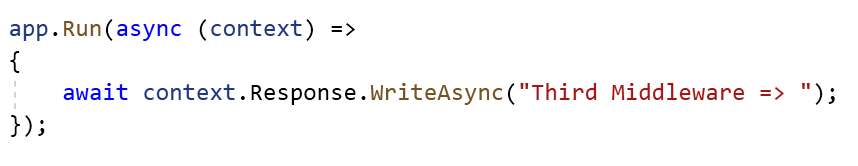 app.Run(async (context) =>
{
    await context.Response.WriteAsync("Third Middleware => ");
});